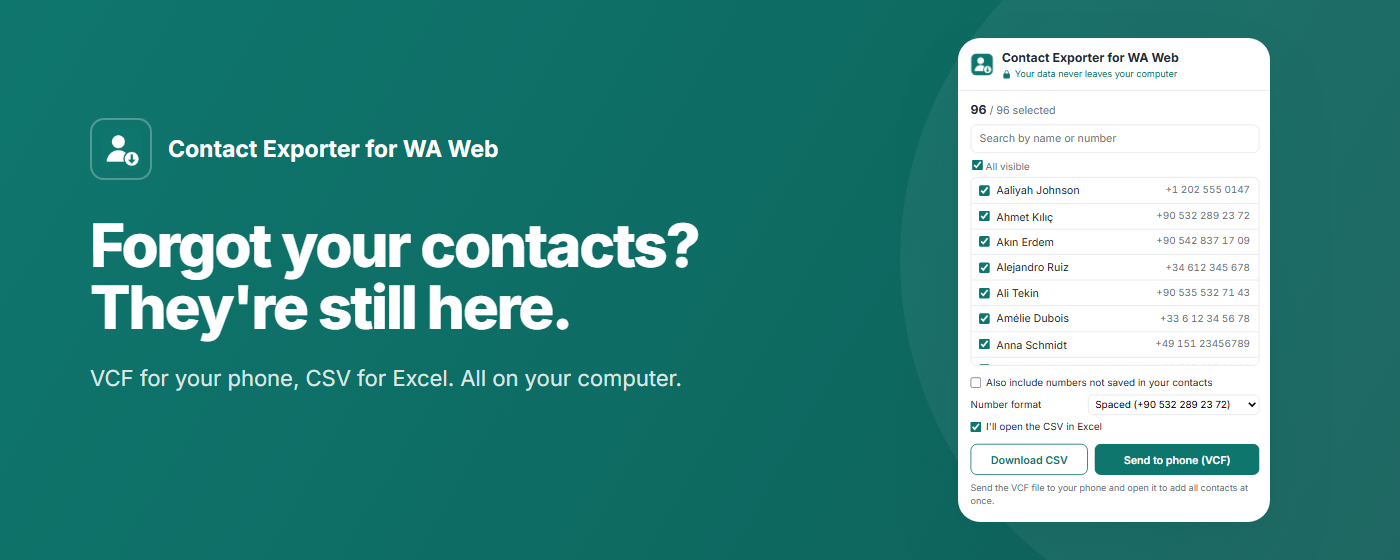 Contact Exporter for WA Web
Forgot your contacts?
They're still here.
VCF for your phone, CSV for Excel. All on your computer.
Contact Exporter for WA Web
Your data never leaves your computer
96 / 96 selected
Search by name or number
All visible
Aaliyah Johnson +1 202 555 0147
Ahmet Kılıç +90 532 289 23 72
Akın Erdem +90 542 837 17 09
Alejandro Ruiz +34 612 345 678
Ali Tekin +90 535 532 71 43
Amélie Dubois +33 6 12 34 56 78
Anna Schmidt +49 151 23456789
Also include numbers not saved in your contacts
Number format Spaced (+90 532 289 23 72)
I'll open the CSV in Excel
Download CSV Send to phone (VCF)
Send the VCF file to your phone and open it to add all contacts at
once.